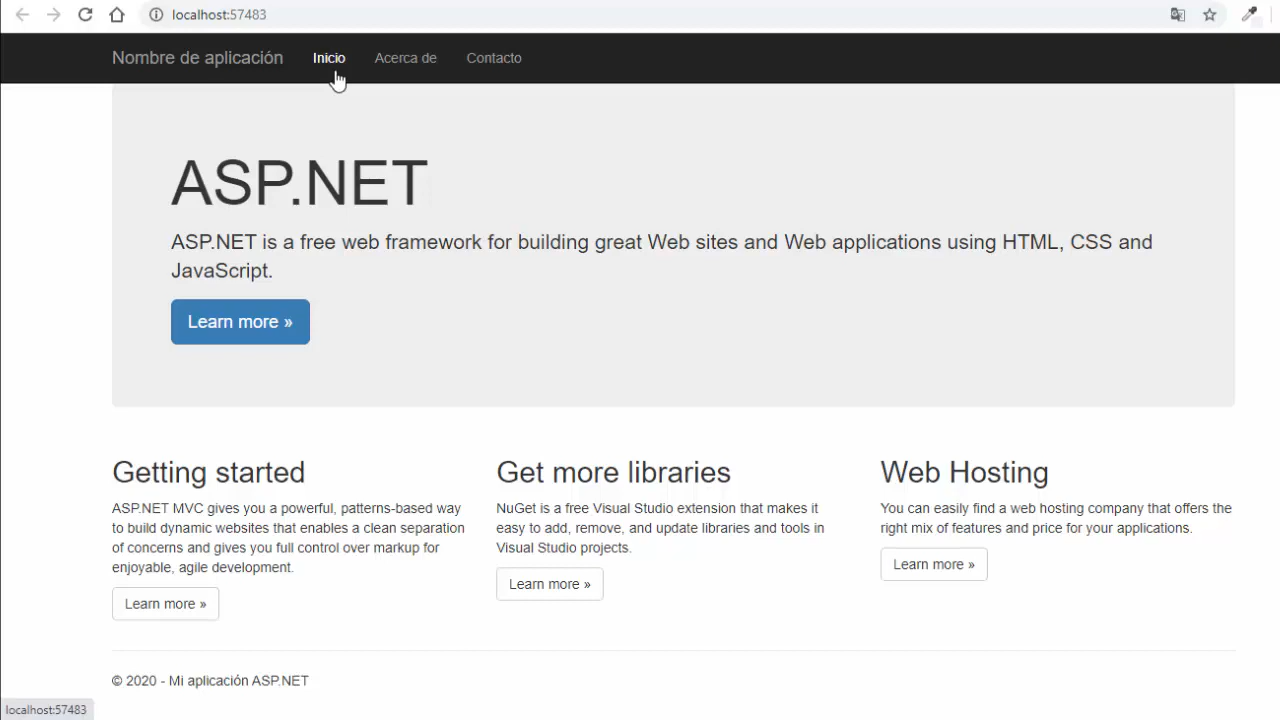 localhost:57483
Nombre de aplicación Inicio Acerca de Contacto
ASP.NET
ASP.NET is a free web framework for building great Web sites and Web applications using HTML, CSS and
JavaScript.
Learn more »
Getting started
ASP.NET MVC gives you a powerful, patterns-based way
to build dynamic websites that enables a clean separation
of concerns and gives you full control over markup for
enjoyable, agile development.
Learn more »
Get more libraries
NuGet is a free Visual Studio extension that makes it
easy to add, remove, and update libraries and tools in
Visual Studio projects.
Learn more »
Web Hosting
You can easily find a web hosting company that offers the
right mix of features and price for your applications.
Learn more »
© 2020 - Mi aplicación ASP.NET
localhost:57483